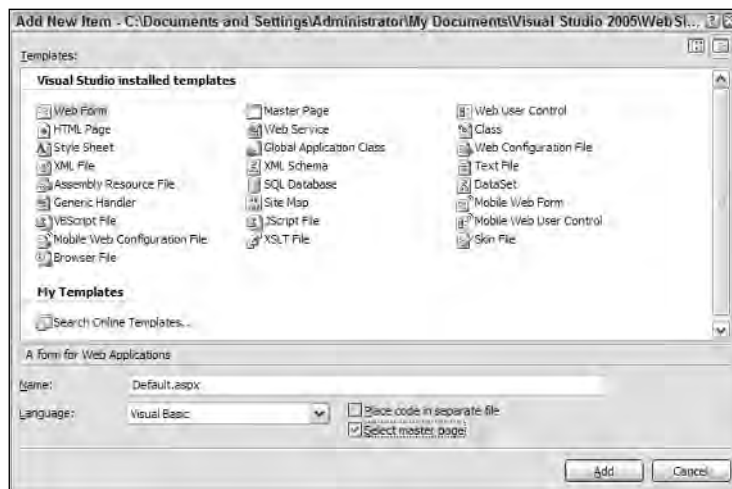 Add New Item - C:\Documents and Settings\Administrator\My Documents\Visual Studio 2005\WebSi...
Templates:
Visual Studio installed templates
Web Form Master Page Web User Control
HTML Page Web Service Class
Style Sheet Global Application Class Web Configuration File
XML File XML Schema Text File
Assembly Resource File SQL Database DataSet
Generic Handler Site Map Mobile Web Form
VBScript File JScript File Mobile Web User Control
Mobile Web Configuration File XSLT File Skin File
Browser File
My Templates
Search Online Templates...
A form for Web Applications
Name: Default.aspx
Language: Visual Basic Place code in separate file
Select master page
Add Cancel